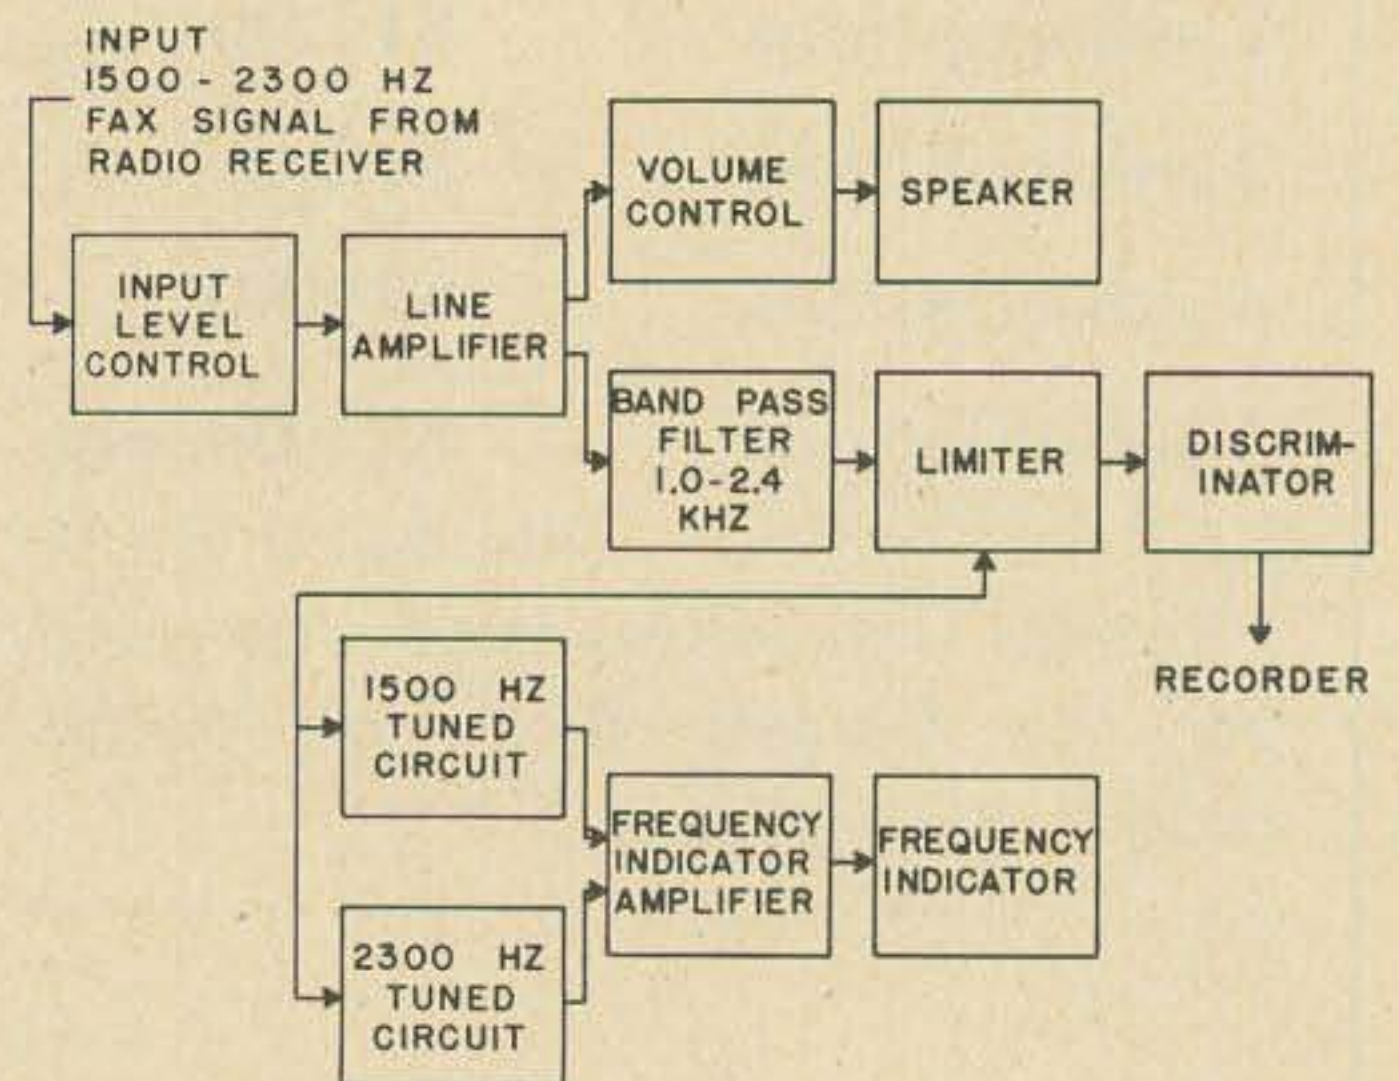 INPUT
1500 - 2300 HZ
FAX SIGNAL FROM
RADIO RECEIVER
INPUT
LEVEL
CONTROL
LINE
AMPLIFIER
VOLUME
CONTROL
SPEAKER
BAND PASS
FILTER
1.0-2.4
KHZ
LIMITER
DISCRIM-
INATOR
RECORDER
1500 HZ
TUNED
CIRCUIT
2300 HZ
TUNED
CIRCUIT
FREQUENCY
INDICATOR
AMPLIFIER
FREQUENCY
INDICATOR